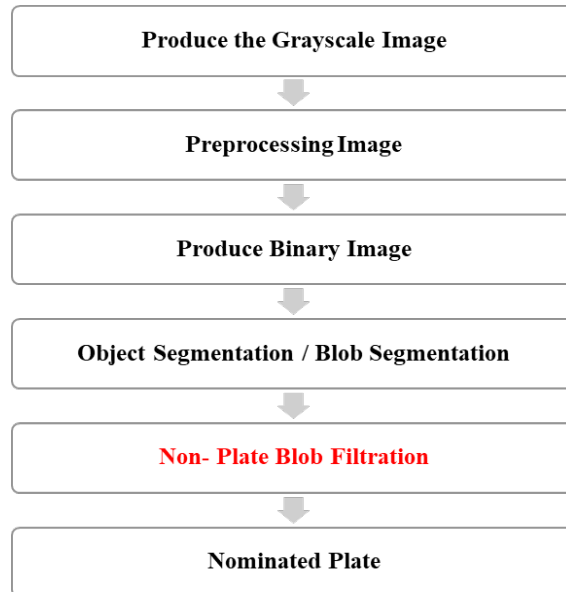 Produce the Grayscale Image
Preprocessing Image
Produce Binary Image
Object Segmentation / Blob Segmentation
Non- Plate Blob Filtration
Nominated Plate